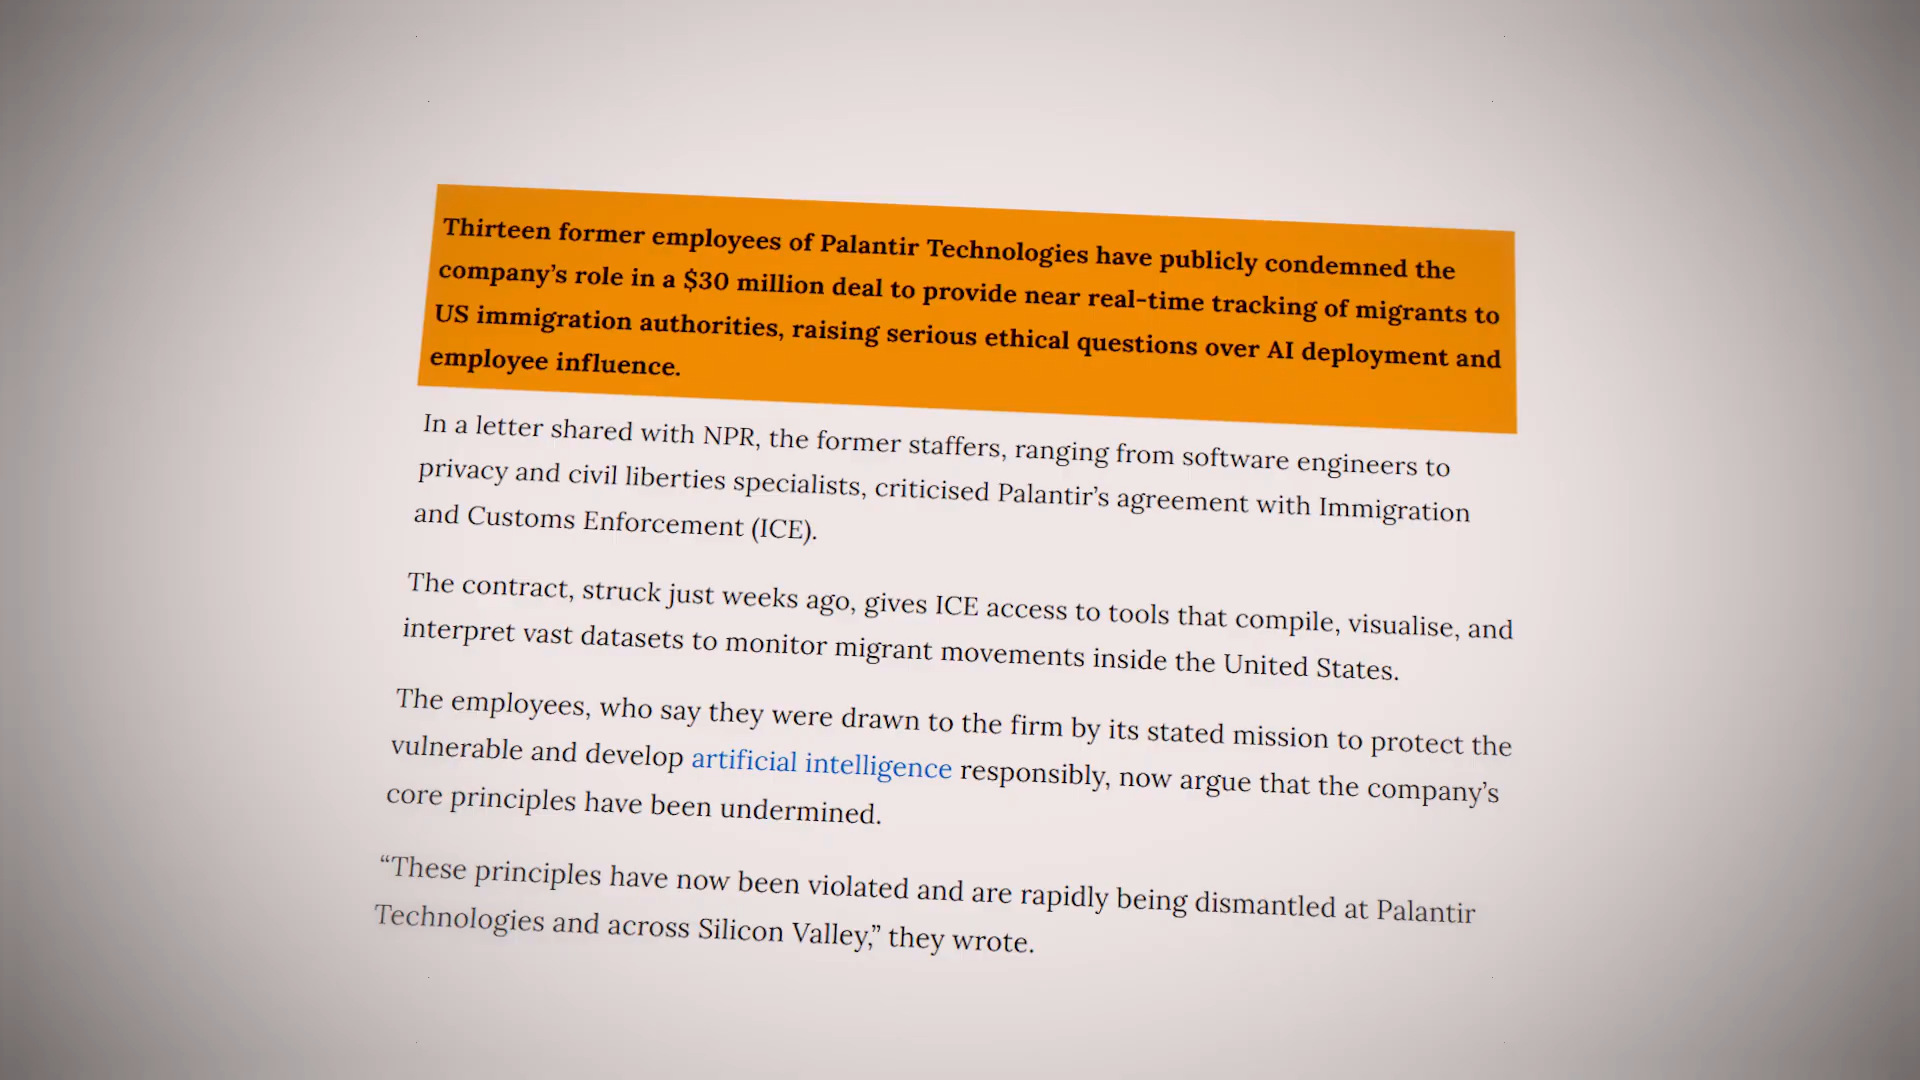 Thirteen former employees of Palantir Technologies have publicly condemned the
company’s role in a $30 million deal to provide near real-time tracking of migrants to
US immigration authorities, raising serious ethical questions over AI deployment and
employee influence.
In a letter shared with NPR, the former staffers, ranging from software engineers to
privacy and civil liberties specialists, criticised Palantir’s agreement with Immigration
and Customs Enforcement (ICE).
The contract, struck just weeks ago, gives ICE access to tools that compile, visualise, and
interpret vast datasets to monitor migrant movements inside the United States.
The employees, who say they were drawn to the firm by its stated mission to protect the
vulnerable and develop artificial intelligence responsibly, now argue that the company’s
core principles have been undermined.
“These principles have now been violated and are rapidly being dismantled at Palantir
Technologies and across Silicon Valley,” they wrote.